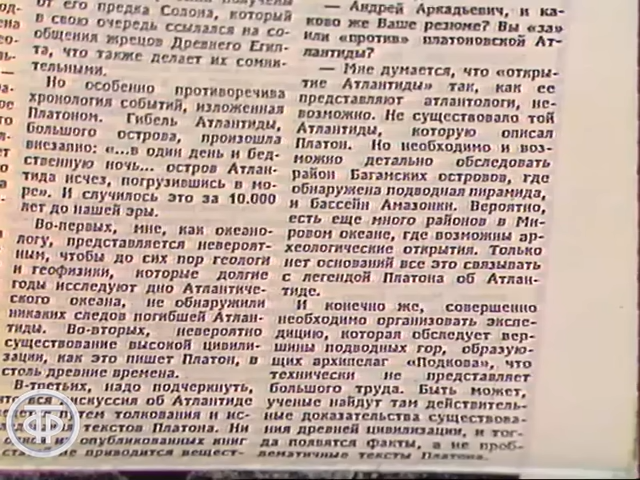 от его предка Солона, который
в свою очередь ссылался на со-
общения жрецов Древнего Егип-
та, что также делает их сомни-
тельными.
Но особенно противоречива
хронология событий, изложенная
Платоном. Гибель Атлантиды,
большого острова, произошла
внезапно: «...в один день и бед-
ственную ночь... остров Атлан-
тида исчез, погрузившись в мо-
ре». И случилось это за 10.000
лет до нашей эры.
Во-первых, мне, как океано-
логу, представляется невероят-
ным, чтобы до сих пор геологи
и геофизики, которые долгие
годы исследуют дно Атлантиче-
ского океана, не обнаружили
никаких следов погибшей Атлан-
тиды. Во-вторых, невероятно
существование высокой цивили-
зации, как это пишет Платон, в
столь древние времена.
В-третьих, надо подчеркнуть,
что вся дискуссия об Атлантиде
путем толкования и ис-
текстов Платона. Ни
опубликованных книг
не приводится вещест-
— Андрей Аркадьевич, и ка-
ково же Ваше резюме? Вы «за»
или «против» платоновской Ат-
лантиды?
— Мне думается, что «откры-
тие Атлантиды» так, как ее
представляют атлантологи, не-
возможно. Не существовало той
Атлантиды, которую описал
Платон. Но необходимо и воз-
можно детально обследовать
район Багамских островов, где
обнаружена подводная пирамида,
и бассейн Амазонки. Вероятно,
есть еще много районов в Ми-
ровом океане, где возможны ар-
хеологические открытия. Только
нет оснований все это связывать
с легендой Платона об Атлан-
тиде.
И конечно же, совершенно
необходимо организовать экспе-
дицию, которая обследует вер-
шины подводных гор, образую-
щих архипелаг «Подкова», что
технически не представляет
большого труда. Быть может,
ученые найдут там действитель-
ные доказательства существова-
ния древней цивилизации, и тог-
да появятся факты, а не проб-
лематичные тексты Платона.